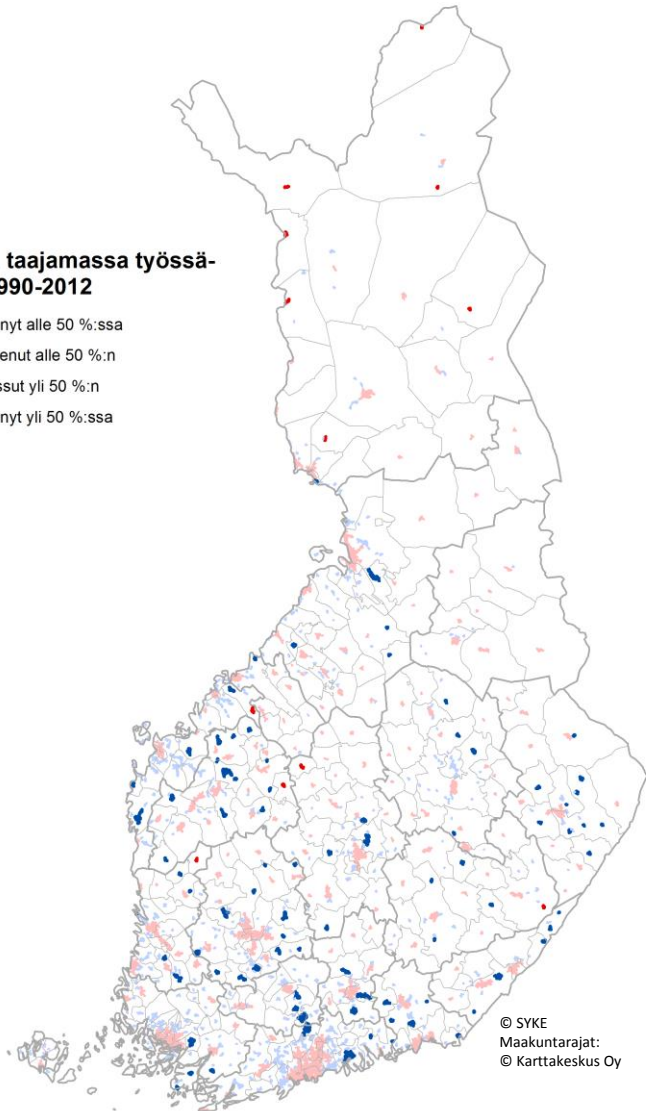 taajamassa työssä-
990-2012
nyt alle 50 %:ssa
enut alle 50 %:n
ssut yli 50 %:n
nyt yli 50 %:ssa
© SYKE
Maakuntarajat:
© Karttakeskus Oy